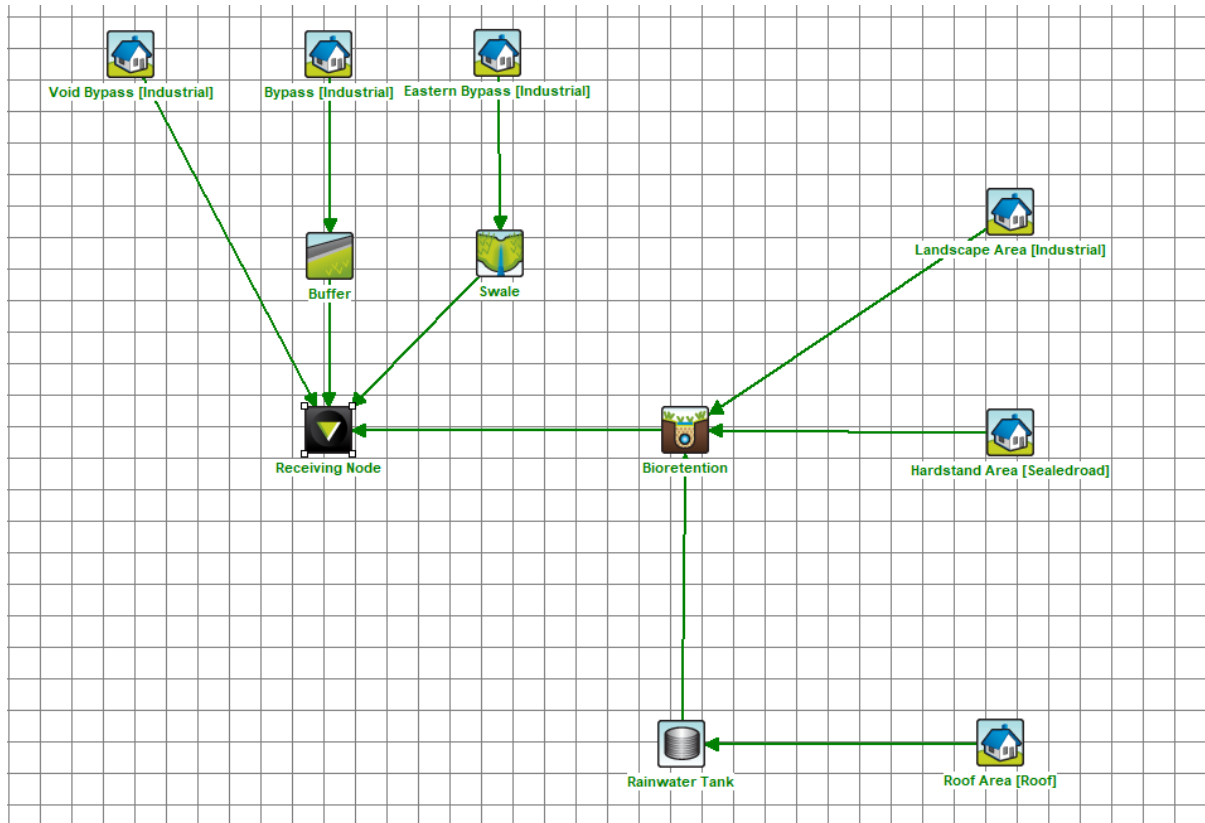 Void Bypass [Industrial]
Bypass [Industrial]
Eastern Bypass [Industrial]
Landscape Area [Industrial]
Buffer
Swale
Receiving Node
Bioretention
Hardstand Area [Sealedroad]
Rainwater Tank
Roof Area [Roof]